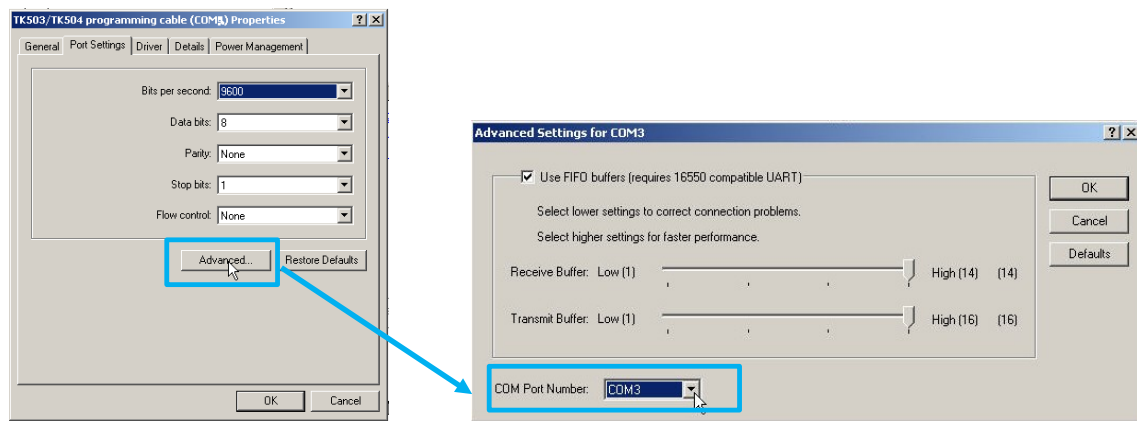 TK503/TK504 programming cable (COM5) Properties
General Port Settings Driver Details Power Management
Bits per second: 9600
Data bits: 8
Parity: None
Stop bits: 1
Flow control: None
Advanced... Restore Defaults
OK Cancel
Advanced Settings for COM3
Use FIFO buffers (requires 16550 compatible UART)
Select lower settings to correct connection problems.
Select higher settings for faster performance.
Receive Buffer: Low (1) High (14) (14)
Transmit Buffer: Low (1) High (16) (16)
COM Port Number: COM3
OK
Cancel
Defaults